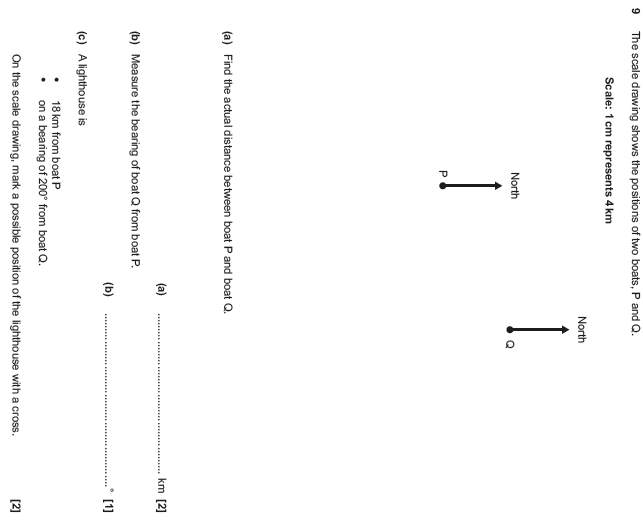 9 The scale drawing shows the positions of two boats, P and Q.
Scale: 1 cm represents 4 km
North
North
P
Q
(a) Find the actual distance between boat P and boat Q.
(a) ........................................................ km [2]
(b) Measure the bearing of boat Q from boat P.
(b) ........................................................ ° [1]
(c) A lighthouse is
• 18 km from boat P
• on a bearing of 200° from boat Q.
On the scale drawing, mark a possible position of the lighthouse with a cross. [2]